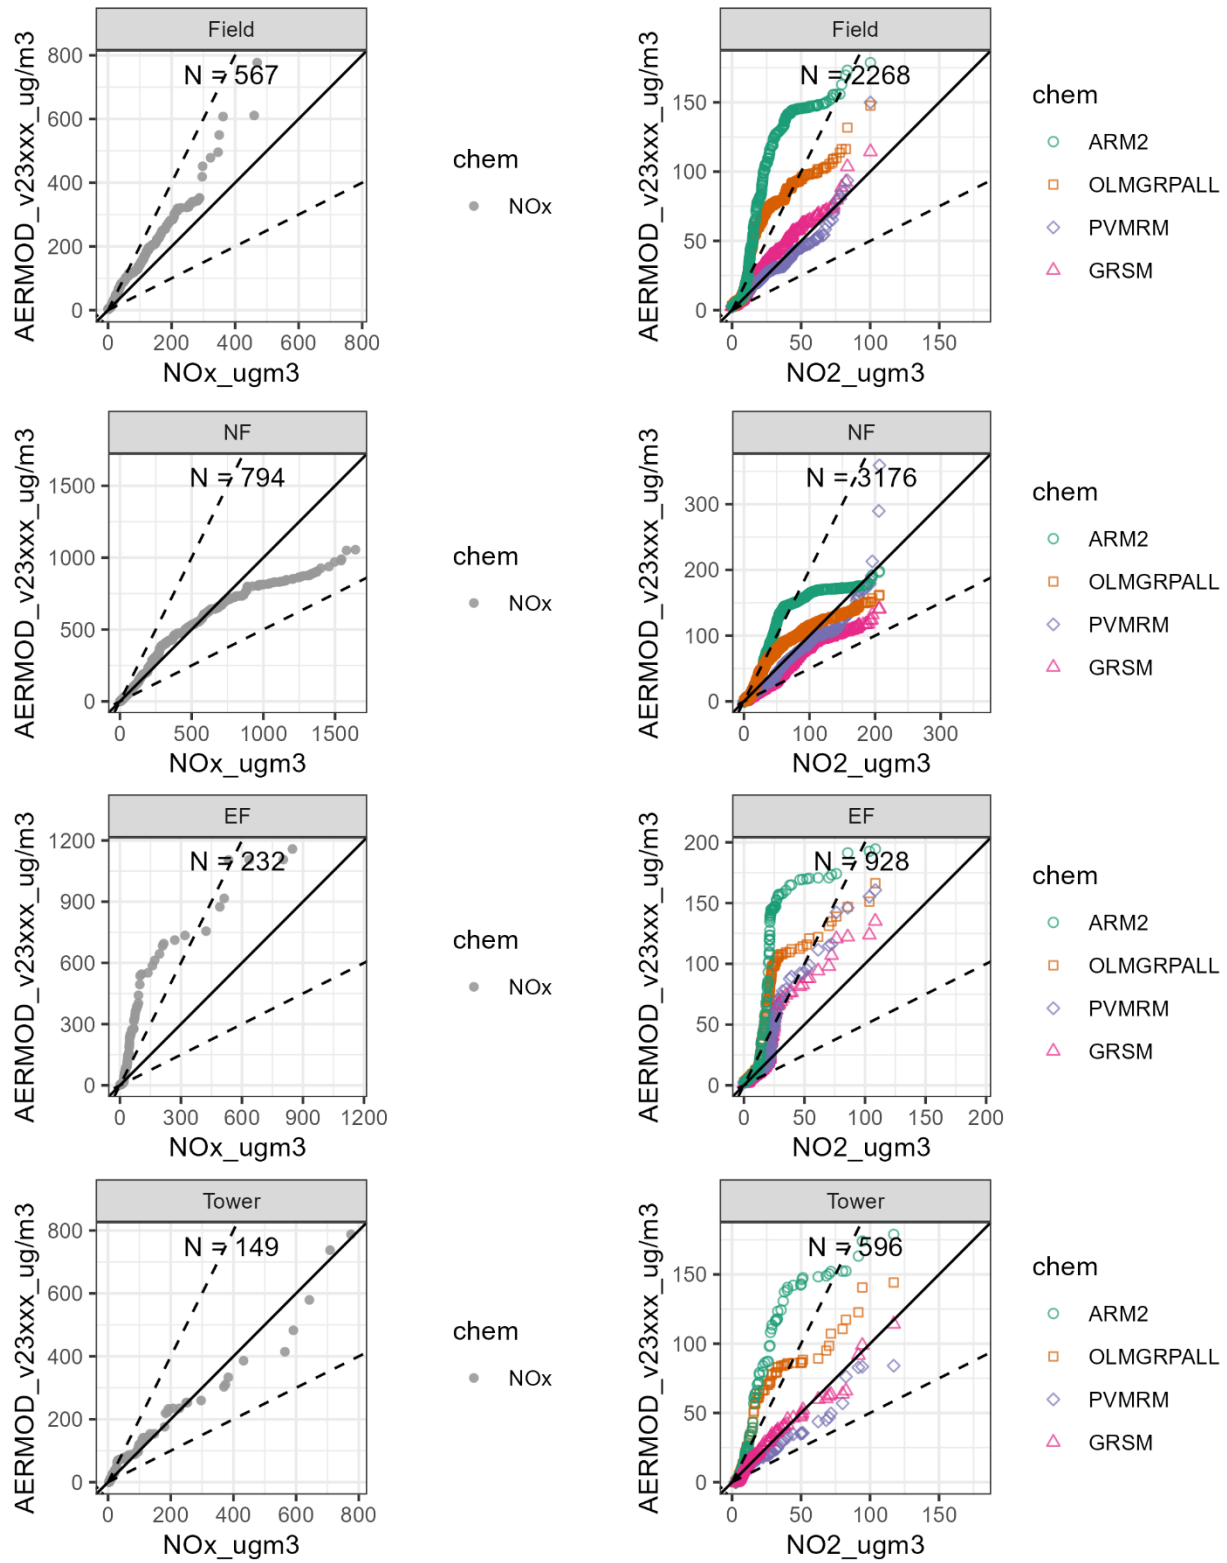 Field
AERMOD_v23xxx_ug/m3
800
600
400
200
0
N = 567
0 200 400 600 800
NOx_ugm3
chem
NOx
Field
AERMOD_v23xxx_ug/m3
150
100
50
0
N = 2268
0 50 100 150
NO2_ugm3
chem
ARM2
OLMGRPALL
PVMRM
GRSM
NF
AERMOD_v23xxx_ug/m3
1500
1000
500
0
N = 794
0 500 1000 1500
NOx_ugm3
chem
NOx
NF
AERMOD_v23xxx_ug/m3
300
200
100
0
N = 3176
0 100 200 300
NO2_ugm3
chem
ARM2
OLMGRPALL
PVMRM
GRSM
EF
AERMOD_v23xxx_ug/m3
1200
900
600
300
0
N = 232
0 300 600 900 1200
NOx_ugm3
chem
NOx
EF
AERMOD_v23xxx_ug/m3
200
150
100
50
0
N = 928
0 50 100 150 200
NO2_ugm3
chem
ARM2
OLMGRPALL
PVMRM
GRSM
Tower
AERMOD_v23xxx_ug/m3
800
600
400
200
0
N = 149
0 200 400 600 800
NOx_ugm3
chem
NOx
Tower
AERMOD_v23xxx_ug/m3
150
100
50
0
N = 596
0 50 100 150
NO2_ugm3
chem
ARM2
OLMGRPALL
PVMRM
GRSM